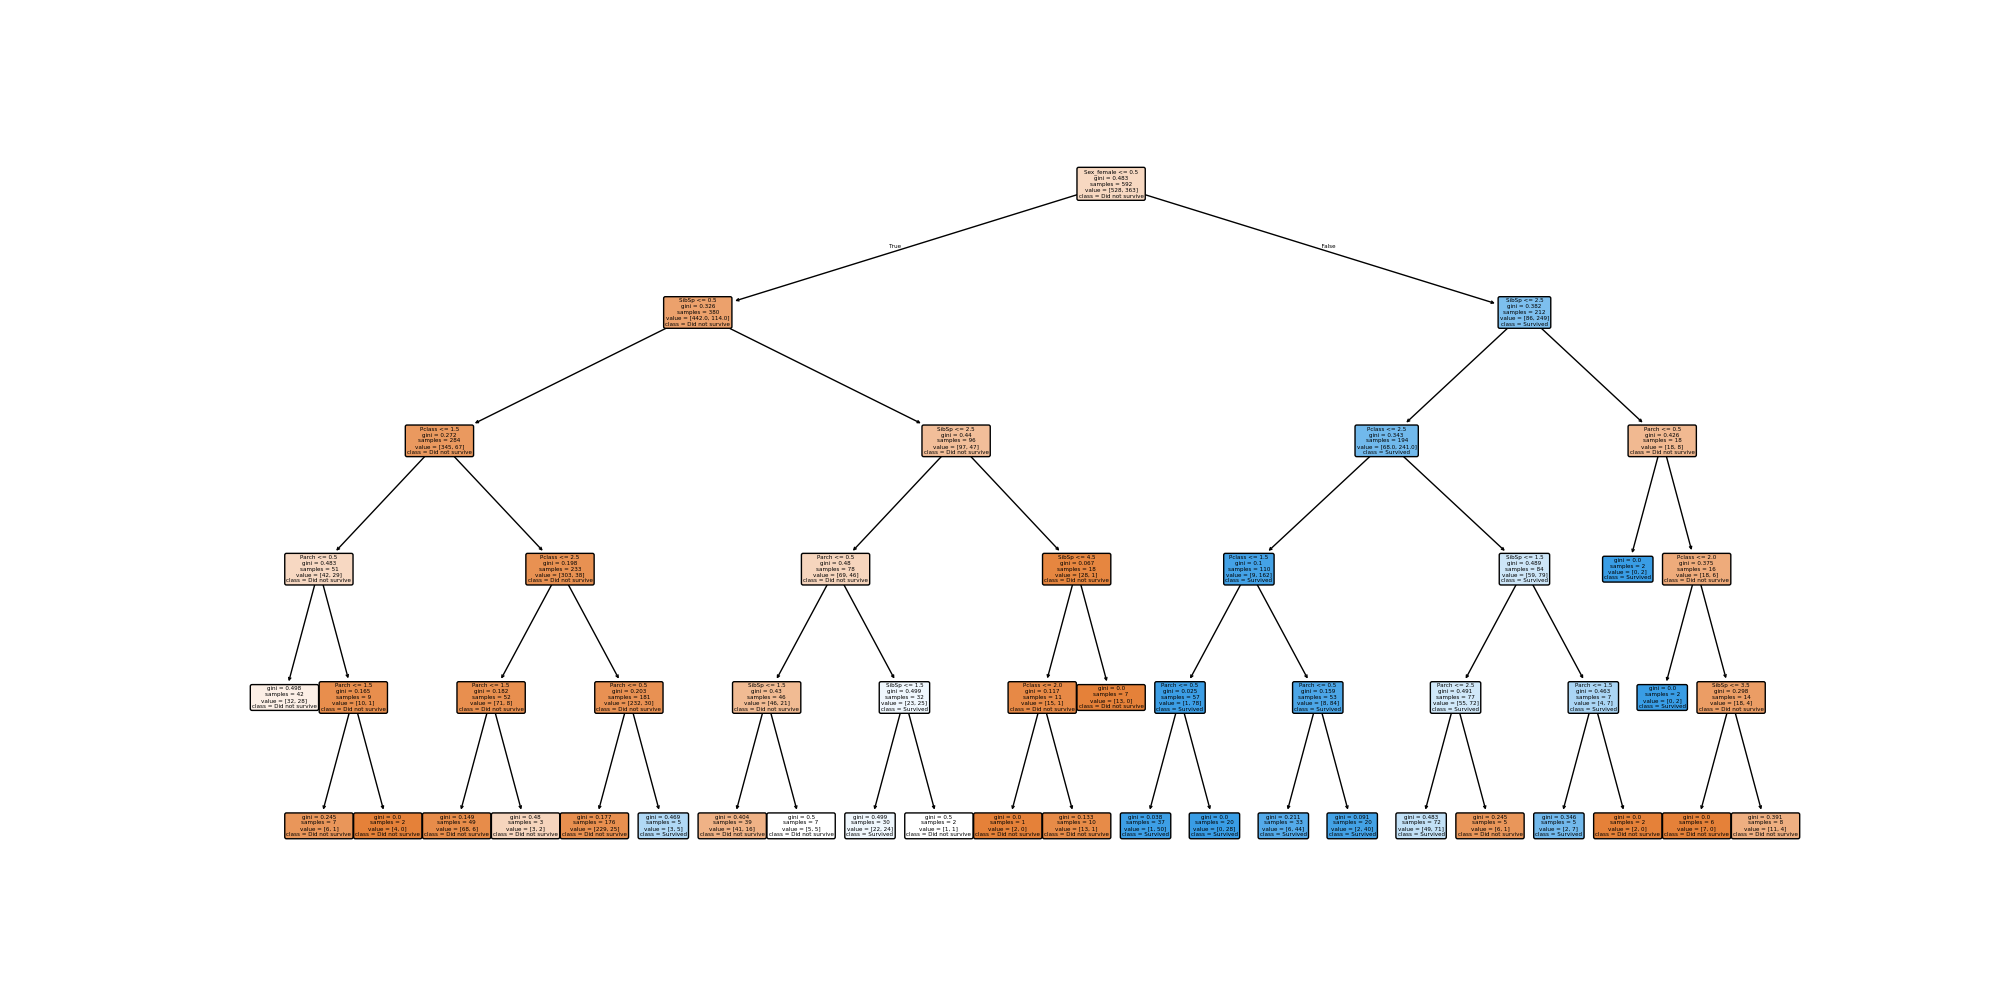 Sex_female <= 0.5
gini = 0.483
samples = 592
value = [528, 363]
class = Did not survive
True
False
SibSp <= 0.5
gini = 0.326
samples = 380
value = [442.0, 114.0]
class = Did not survive
SibSp <= 2.5
gini = 0.382
samples = 212
value = [86, 249]
class = Survived
Pclass <= 1.5
gini = 0.272
samples = 284
value = [345, 67]
class = Did not survive
SibSp <= 2.5
gini = 0.44
samples = 96
value = [97, 47]
class = Did not survive
Pclass <= 2.5
gini = 0.343
samples = 194
value = [68.0, 241.0]
class = Survived
Parch <= 0.5
gini = 0.426
samples = 18
value = [18, 8]
class = Did not survive
Parch <= 0.5
gini = 0.483
samples = 51
value = [42, 29]
class = Did not survive
Pclass <= 2.5
gini = 0.198
samples = 233
value = [303, 38]
class = Did not survive
Parch <= 0.5
gini = 0.48
samples = 78
value = [69, 46]
class = Did not survive
SibSp <= 4.5
gini = 0.067
samples = 18
value = [28, 1]
class = Did not survive
Pclass <= 1.5
gini = 0.1
samples = 110
value = [9, 162]
class = Survived
SibSp <= 1.5
gini = 0.489
samples = 84
value = [59, 79]
class = Survived
gini = 0.0
samples = 2
value = [0, 2]
class = Survived
Pclass <= 2.0
gini = 0.375
samples = 16
value = [18, 6]
class = Did not survive
gini = 0.498
samples = 42
value = [32, 28]
class = Did not survive
Parch <= 1.5
gini = 0.165
samples = 9
value = [10, 1]
class = Did not survive
Parch <= 1.5
gini = 0.182
samples = 52
value = [71, 8]
class = Did not survive
Parch <= 0.5
gini = 0.203
samples = 181
value = [232, 30]
class = Did not survive
SibSp <= 1.5
gini = 0.43
samples = 46
value = [46, 21]
class = Did not survive
SibSp <= 1.5
gini = 0.499
samples = 32
value = [23, 25]
class = Survived
Pclass <= 2.0
gini = 0.117
samples = 11
value = [15, 1]
class = Did not survive
gini = 0.0
samples = 7
value = [13, 0]
class = Did not survive
Parch <= 0.5
gini = 0.025
samples = 57
value = [1, 78]
class = Survived
Parch <= 0.5
gini = 0.159
samples = 53
value = [8, 84]
class = Survived
Parch <= 2.5
gini = 0.491
samples = 77
value = [55, 72]
class = Survived
Parch <= 1.5
gini = 0.463
samples = 7
value = [4, 7]
class = Survived
gini = 0.0
samples = 2
value = [0, 2]
class = Survived
SibSp <= 3.5
gini = 0.298
samples = 14
value = [18, 4]
class = Did not survive
gini = 0.245
samples = 7
value = [6, 1]
class = Did not survive
gini = 0.0
samples = 2
value = [4, 0]
class = Did not survive
gini = 0.149
samples = 49
value = [68, 6]
class = Did not survive
gini = 0.48
samples = 3
value = [3, 2]
class = Did not survive
gini = 0.177
samples = 176
value = [229, 25]
class = Did not survive
gini = 0.469
samples = 5
value = [3, 5]
class = Survived
gini = 0.404
samples = 39
value = [41, 16]
class = Did not survive
gini = 0.5
samples = 7
value = [5, 5]
class = Did not survive
gini = 0.499
samples = 30
value = [22, 24]
class = Survived
gini = 0.5
samples = 2
value = [1, 1]
class = Did not survive
gini = 0.0
samples = 1
value = [2, 0]
class = Did not survive
gini = 0.133
samples = 10
value = [13, 1]
class = Did not survive
gini = 0.038
samples = 37
value = [1, 50]
class = Survived
gini = 0.0
samples = 20
value = [0, 28]
class = Survived
gini = 0.211
samples = 33
value = [6, 44]
class = Survived
gini = 0.091
samples = 20
value = [2, 40]
class = Survived
gini = 0.483
samples = 72
value = [49, 71]
class = Survived
gini = 0.245
samples = 5
value = [6, 1]
class = Did not survive
gini = 0.346
samples = 5
value = [2, 7]
class = Survived
gini = 0.0
samples = 2
value = [2, 0]
class = Did not survive
gini = 0.0
samples = 6
value = [7, 0]
class = Did not survive
gini = 0.391
samples = 8
value = [11, 4]
class = Did not survive